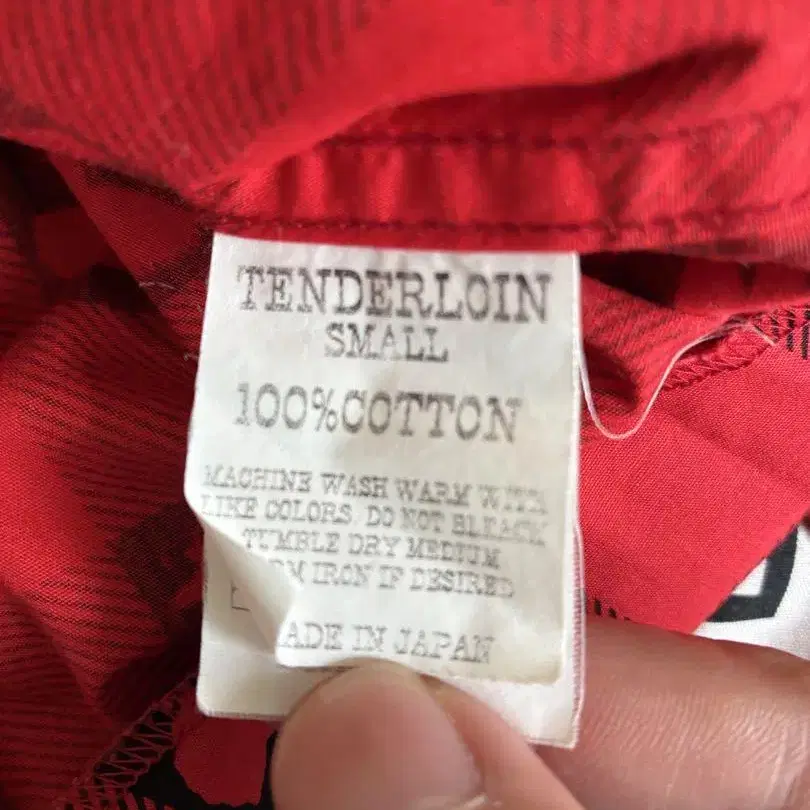 TENDERLOIN
SMALL
100%COTTON
MACHINE WASH WARM WITH
LIKE COLORS. DO NOT BLEACH
TUMBLE DRY MEDIUM
IRON IF DESIRED
ADE IN JAPAN